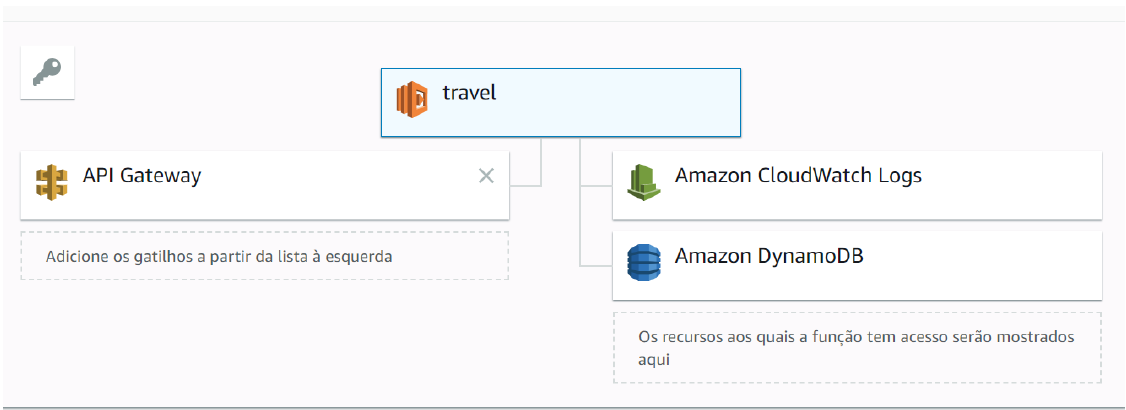 travel
API Gateway
Amazon CloudWatch Logs
Adicione os gatilhos a partir da lista à esquerda
Amazon DynamoDB
Os recursos aos quais a função tem acesso serão mostrados
aqui